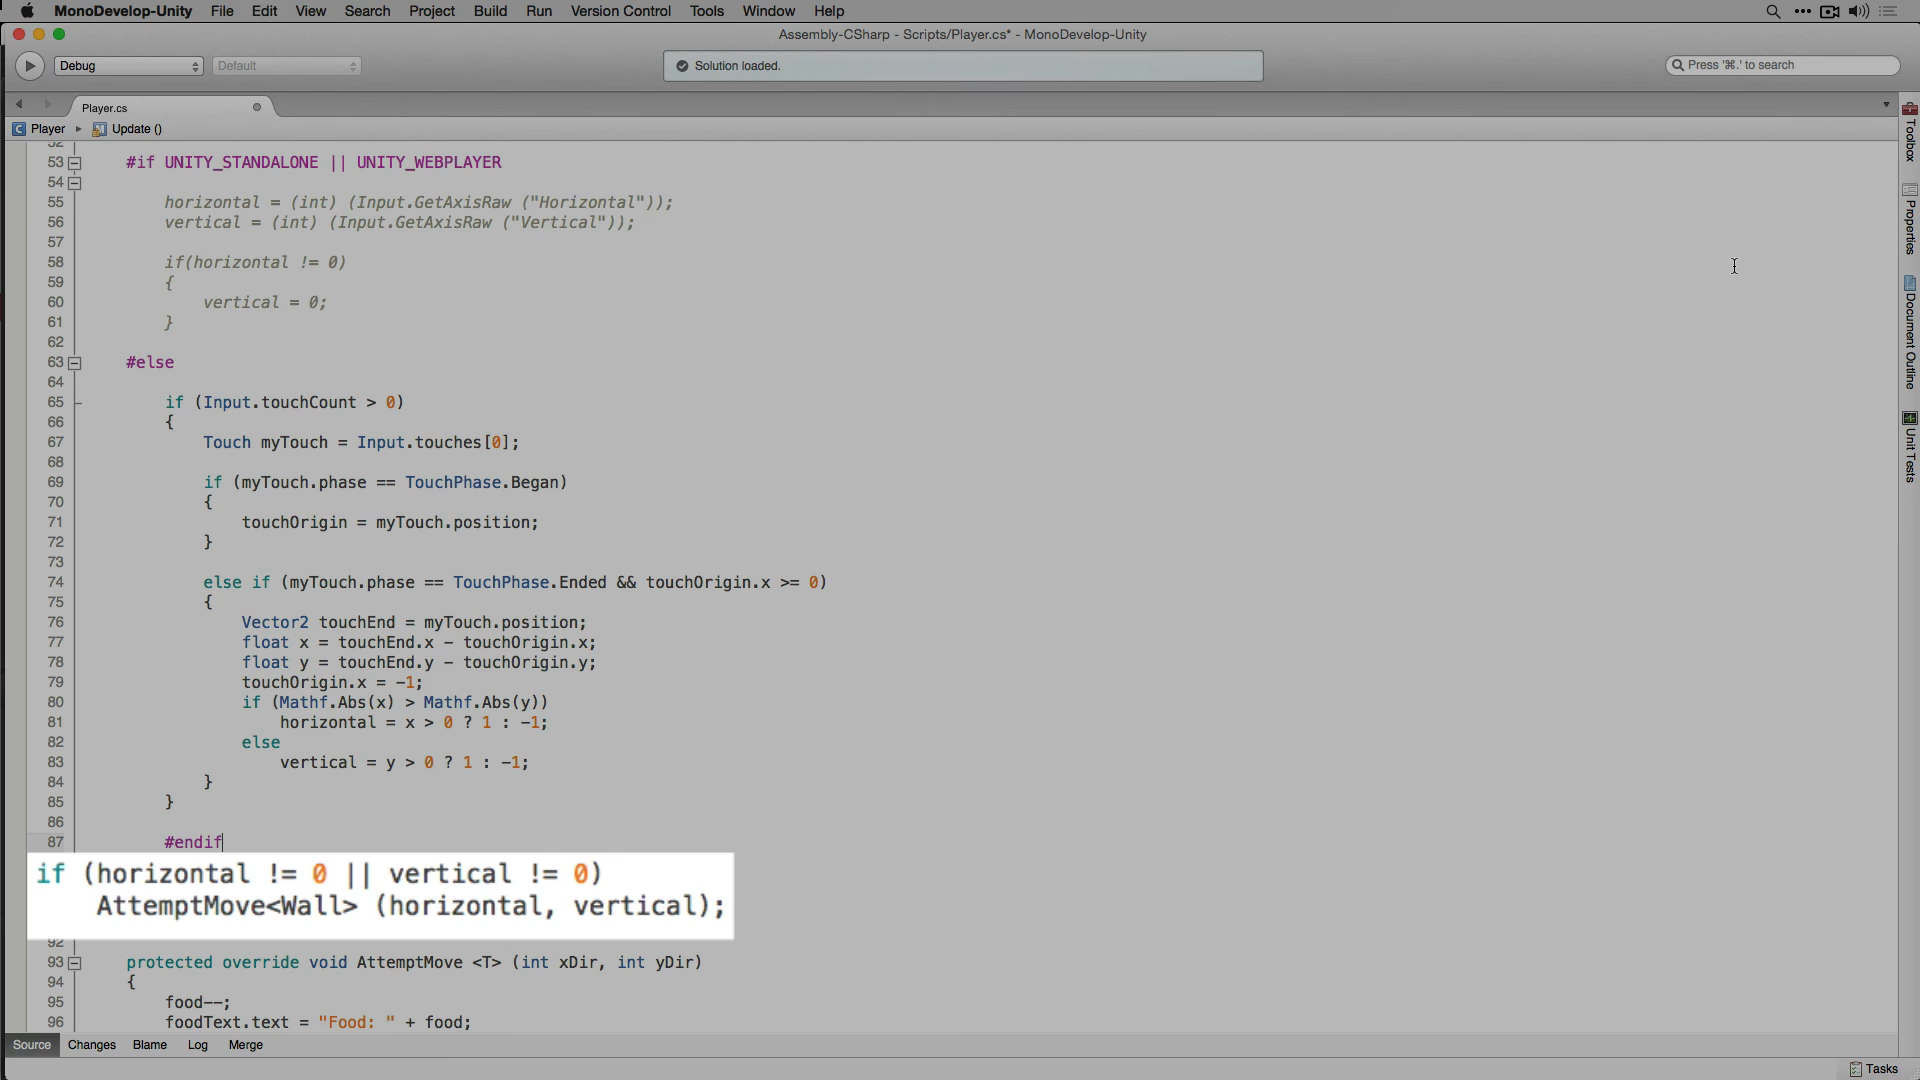 MonoDevelop-Unity File Edit View Search Project Build Run Version Control Tools Window Help
Assembly-CSharp - Scripts/Player.cs* - MonoDevelop-Unity
Debug Default Solution loaded. Press '⌘.' to search
Player.cs
Player Update ()
52
53 #if UNITY_STANDALONE || UNITY_WEBPLAYER
54
55 horizontal = (int) (Input.GetAxisRaw ("Horizontal"));
56 vertical = (int) (Input.GetAxisRaw ("Vertical"));
57
58 if(horizontal != 0)
59 {
60 vertical = 0;
61 }
62
63 #else
64
65 if (Input.touchCount > 0)
66 {
67 Touch myTouch = Input.touches[0];
68
69 if (myTouch.phase == TouchPhase.Began)
70 {
71 touchOrigin = myTouch.position;
72 }
73
74 else if (myTouch.phase == TouchPhase.Ended && touchOrigin.x >= 0)
75 {
76 Vector2 touchEnd = myTouch.position;
77 float x = touchEnd.x - touchOrigin.x;
78 float y = touchEnd.y - touchOrigin.y;
79 touchOrigin.x = -1;
80 if (Mathf.Abs(x) > Mathf.Abs(y))
81 horizontal = x > 0 ? 1 : -1;
82 else
83 vertical = y > 0 ? 1 : -1;
84 }
85 }
86
87 #endif
if (horizontal != 0 || vertical != 0)
AttemptMove<Wall> (horizontal, vertical);
92
93 protected override void AttemptMove <T> (int xDir, int yDir)
94 {
95 food--;
96 foodText.text = "Food: " + food;
Source Changes Blame Log Merge
Tasks
Toolbox
Properties
Document Outline
Unit Tests